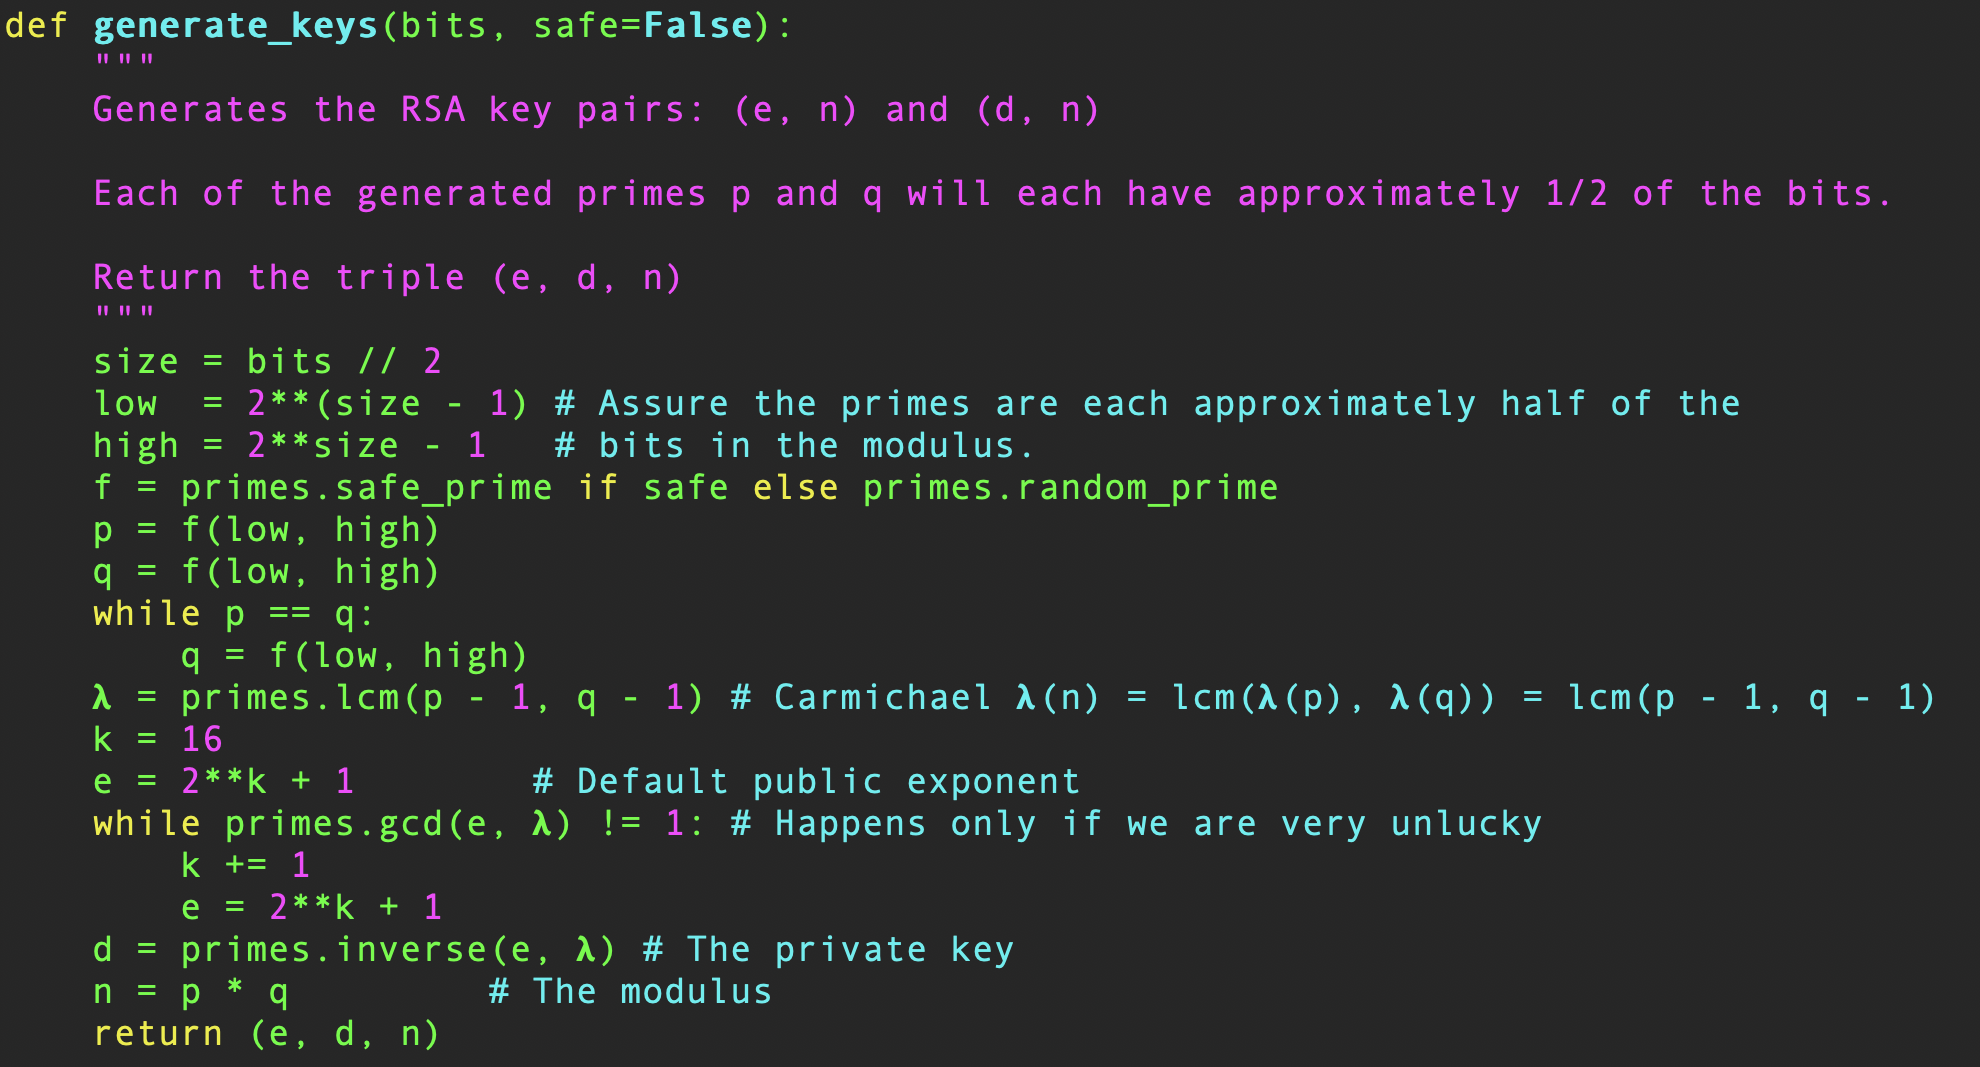 def generate_keys(bits, safe=False):
    """
    Generates the RSA key pairs: (e, n) and (d, n)

    Each of the generated primes p and q will each have approximately 1/2 of the bits.

    Return the triple (e, d, n)
    """
    size = bits // 2
    low  = 2**(size - 1) # Assure the primes are each approximately half of the
    high = 2**size - 1   # bits in the modulus.
    f = primes.safe_prime if safe else primes.random_prime
    p = f(low, high)
    q = f(low, high)
    while p == q:
        q = f(low, high)
    λ = primes.lcm(p - 1, q - 1) # Carmichael λ(n) = lcm(λ(p), λ(q)) = lcm(p - 1, q - 1)
    k = 16
    e = 2**k + 1        # Default public exponent
    while primes.gcd(e, λ) != 1: # Happens only if we are very unlucky
        k += 1
        e = 2**k + 1
    d = primes.inverse(e, λ) # The private key
    n = p * q         # The modulus
    return (e, d, n)